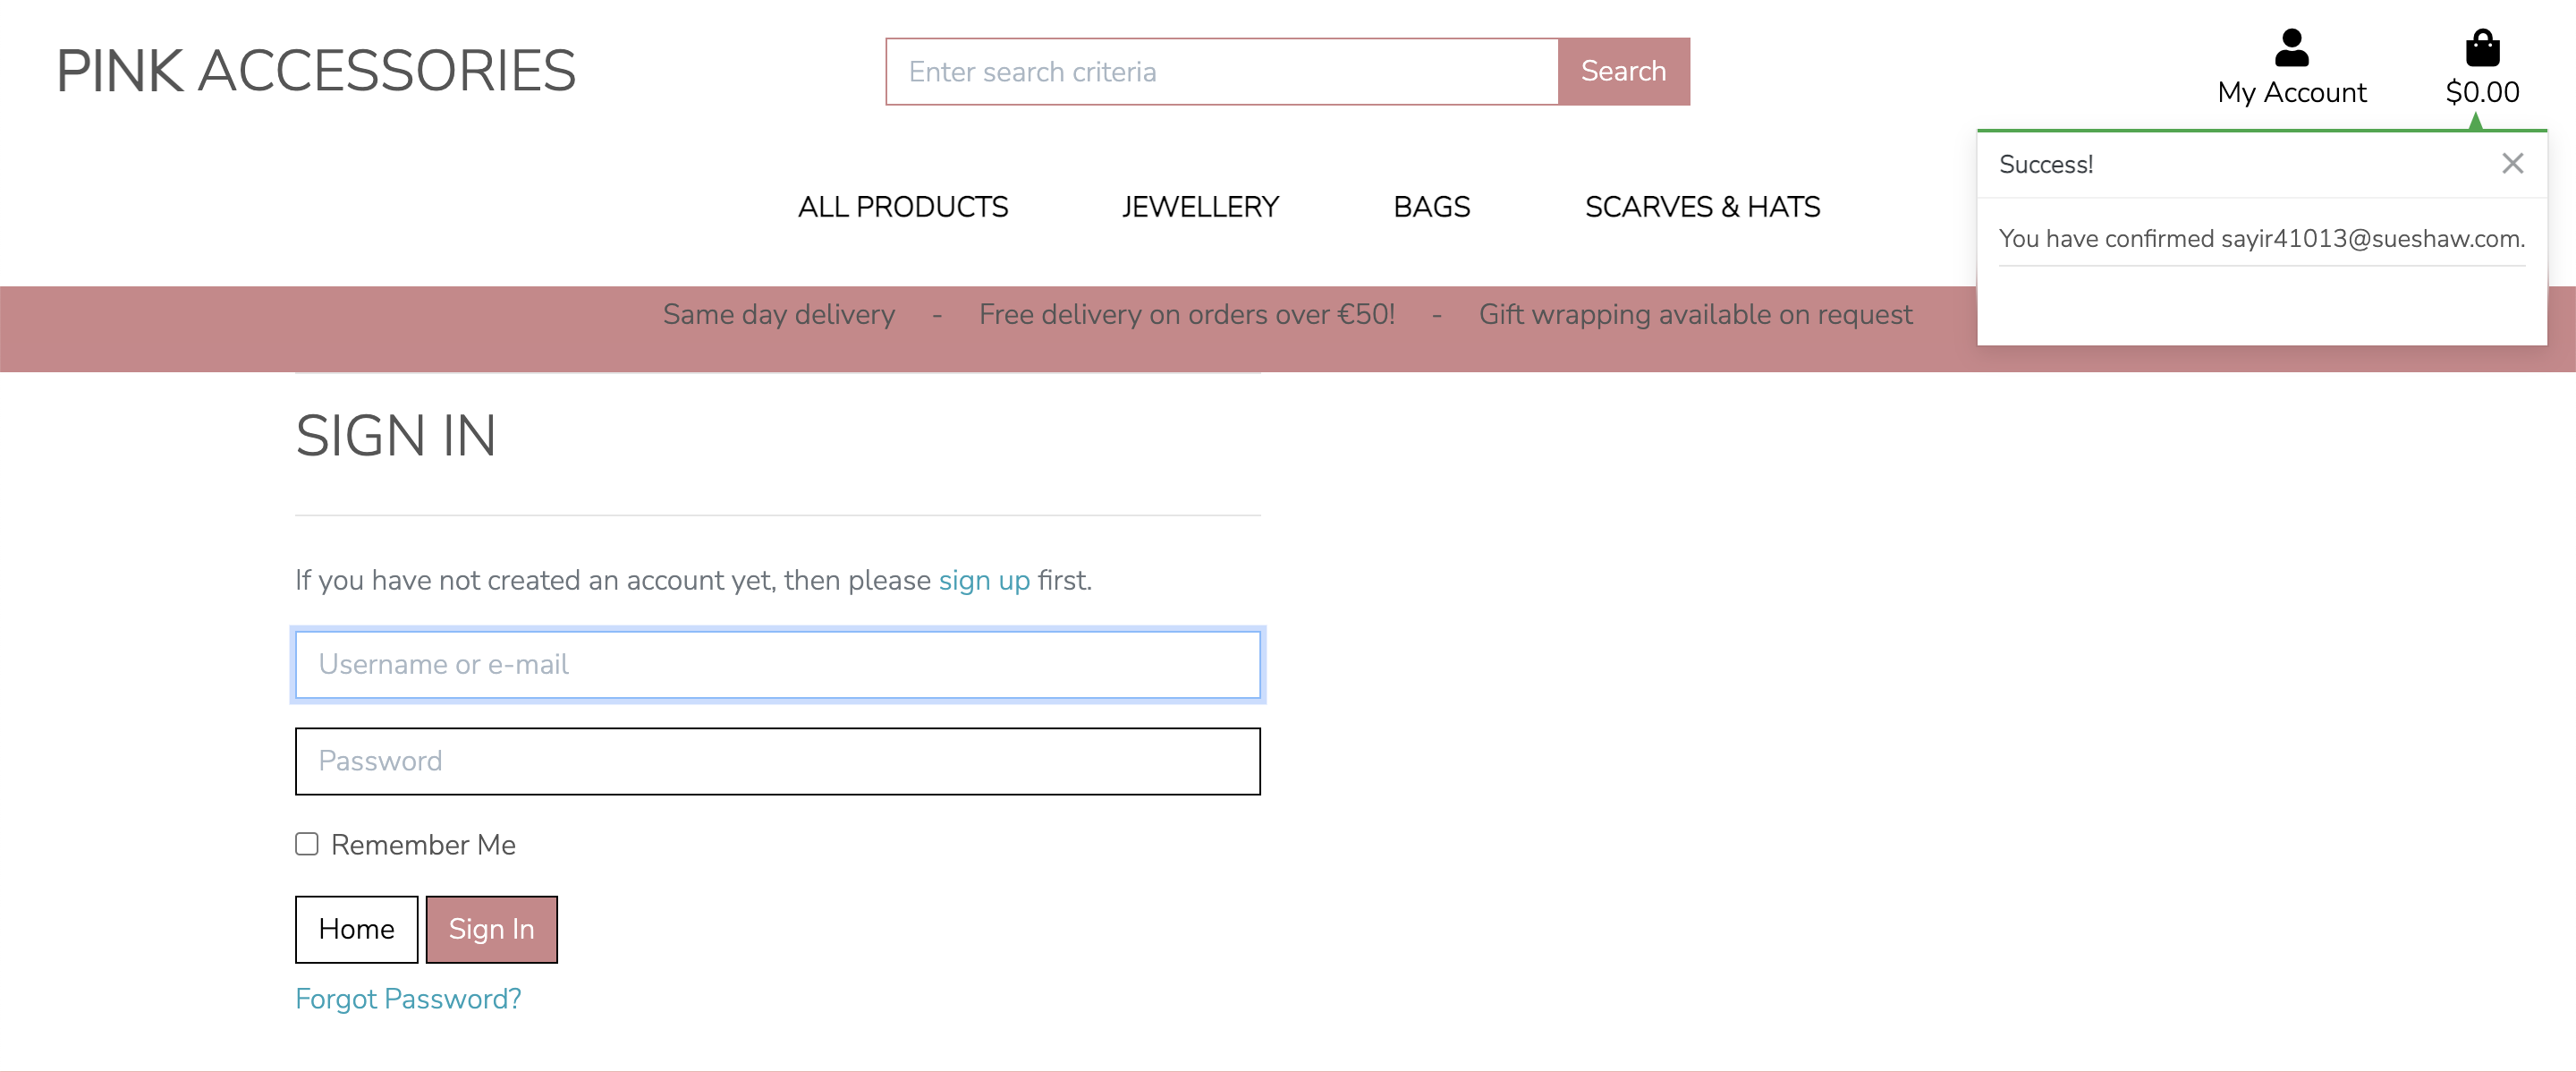 PINK ACCESSORIES
Enter search criteria
Search
My Account
$0.00
Success!
You have confirmed sayir41013@sueshaw.com.
ALL PRODUCTS
JEWELLERY
BAGS
SCARVES & HATS
Same day delivery - Free delivery on orders over €50! - Gift wrapping available on request
SIGN IN
If you have not created an account yet, then please sign up first.
Username or e-mail
Password
Remember Me
Home
Sign In
Forgot Password?